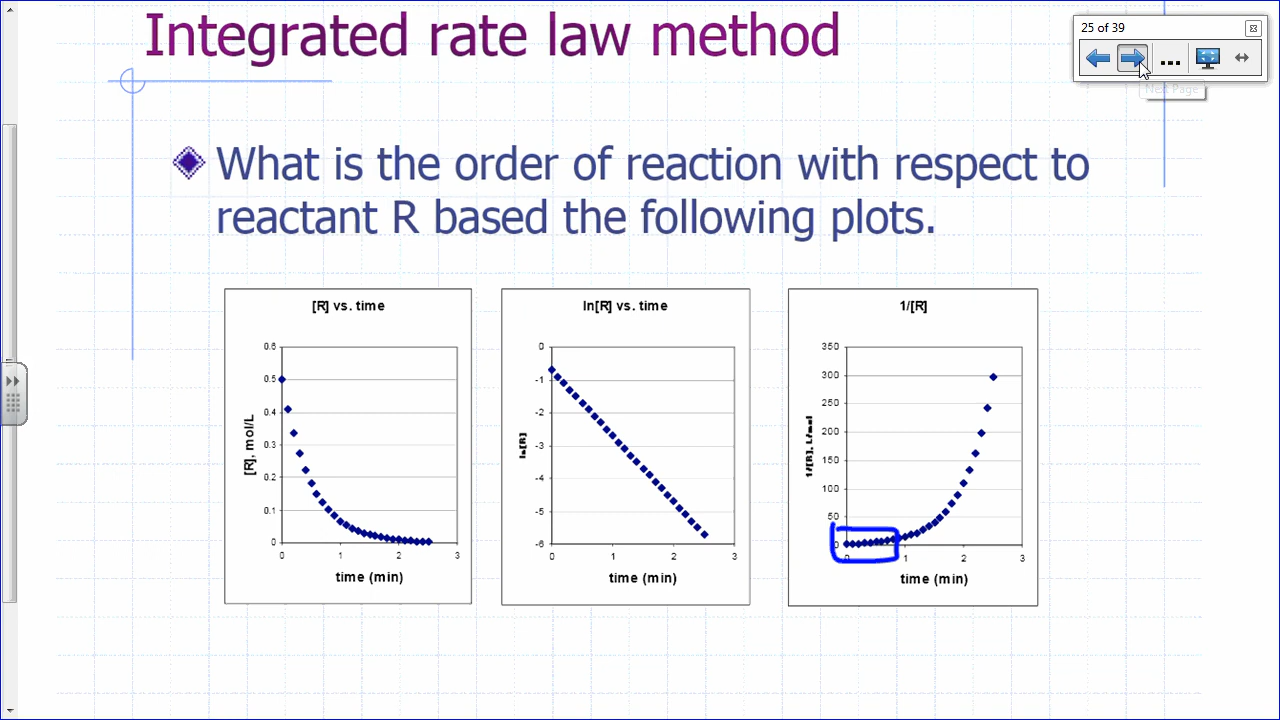 Integrated rate law method
25 of 39
...
Next Page
What is the order of reaction with respect to
reactant R based the following plots.
[R] vs. time
0.6
0.5
0.4
0.3
0.2
0.1
0
[R], mol/L
0 1 2 3
time (min)
ln[R] vs. time
0
-1
-2
-3
-4
-5
-6
ln[R]
0 1 2 3
time (min)
1/[R]
350
300
250
200
150
100
50
0
1/[R], L/mol
0 1 2 3
time (min)